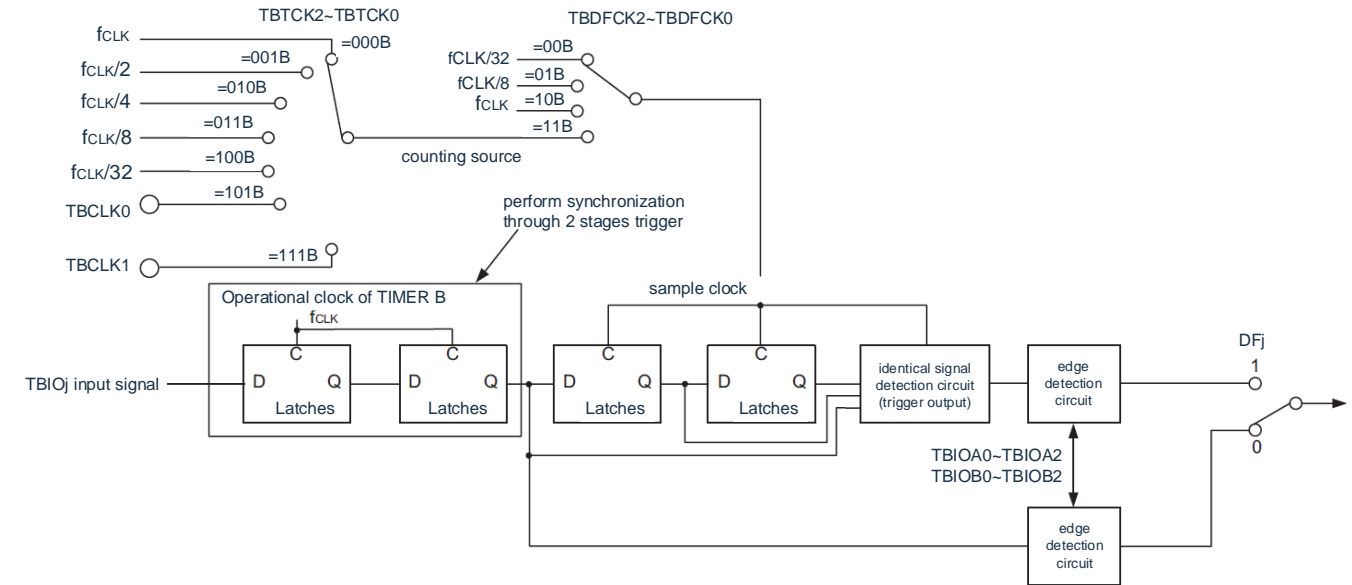 TBTCK2~TBTCK0
TBDFCK2~TBDFCK0
fCLK
=000B
fCLK/2
=001B
fCLK/4
=010B
fCLK/8
=011B
fCLK/32
=100B
TBCLK0
=101B
TBCLK1
=111B
fCLK/32
=00B
fCLK/8
=01B
fCLK
=10B
=11B
counting source
perform synchronization
through 2 stages trigger
sample clock
Operational clock of TIMER B
fCLK
TBIOj input signal
D
C
Q
Latches
D
C
Q
Latches
D
C
Q
Latches
D
C
Q
Latches
identical signal
detection circuit
(trigger output)
edge
detection
circuit
DFj
1
0
TBIOA0~TBIOA2
TBIOB0~TBIOB2
edge
detection
circuit